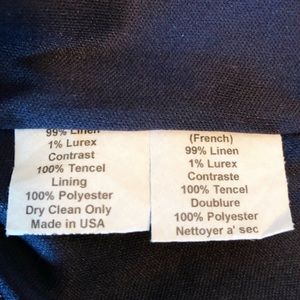 99% Linen
1% Lurex
Contrast
100% Tencel
Lining
100% Polyester
Dry Clean Only
Made in USA
(French)
99% Linen
1% Lurex
Contraste
100% Tencel
Doublure
100% Polyester
Nettoyer a' sec